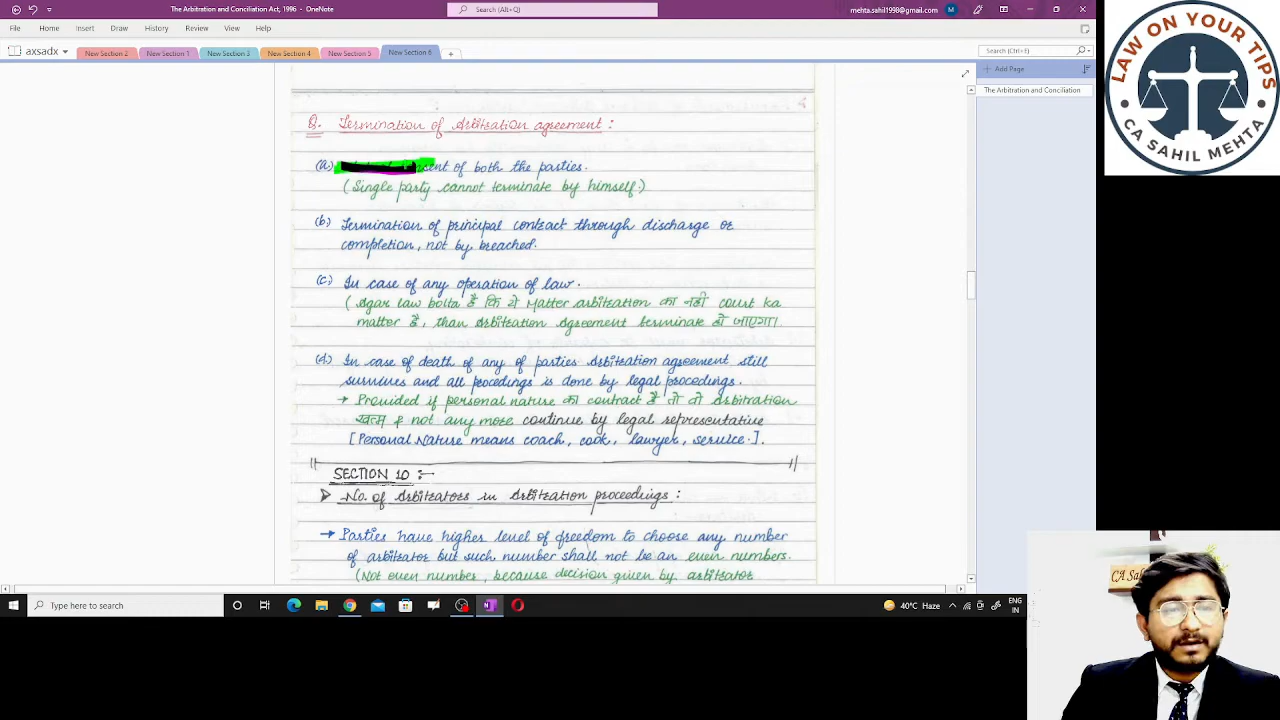 The Arbitration and Conciliation Act, 1996 - OneNote
Search (Alt+Q)
mehta.sahil1998@gmail.com
M
File Home Insert Draw History Review View Help
axsadx
New Section 2 New Section 1 New Section 3 New Section 4 New Section 5 New Section 6
Search (Ctrl+E)
Add Page
The Arbitration and Conciliation
LAW ON YOUR TIPS
CA SAHIL MEHTA
Q. Termination of Arbitration agreement :
(a) sent of both the parties.
(Single party cannot terminate by himself.)
(b) Termination of principal contract through discharge or
completion, not by breached.
(c) In case of any operation of law.
( Agar law bolta है कि ये Matter arbitration का नहीं court ka
matter है, than Arbitration Agreement terminate हो जाएगा।
(d) In case of death of any of parties Arbitration agreement still
survives and all procedings is done by legal procedings.
→ Provided if personal nature का contract है तो वो Arbitration
खत्म & not any more continue by legal representative
[Personal Nature means coach, cook, lawyer, service.].
SECTION 10 :-
No. of Arbitrators in Arbitration proceedings :
→ Parties have higher level of freedom to choose any number
of arbitrator but such number shall not be an even numbers.
(Not even number, because decision given by arbitrator
CA Sa
Type here to search
40°C Haze
ENG
IN